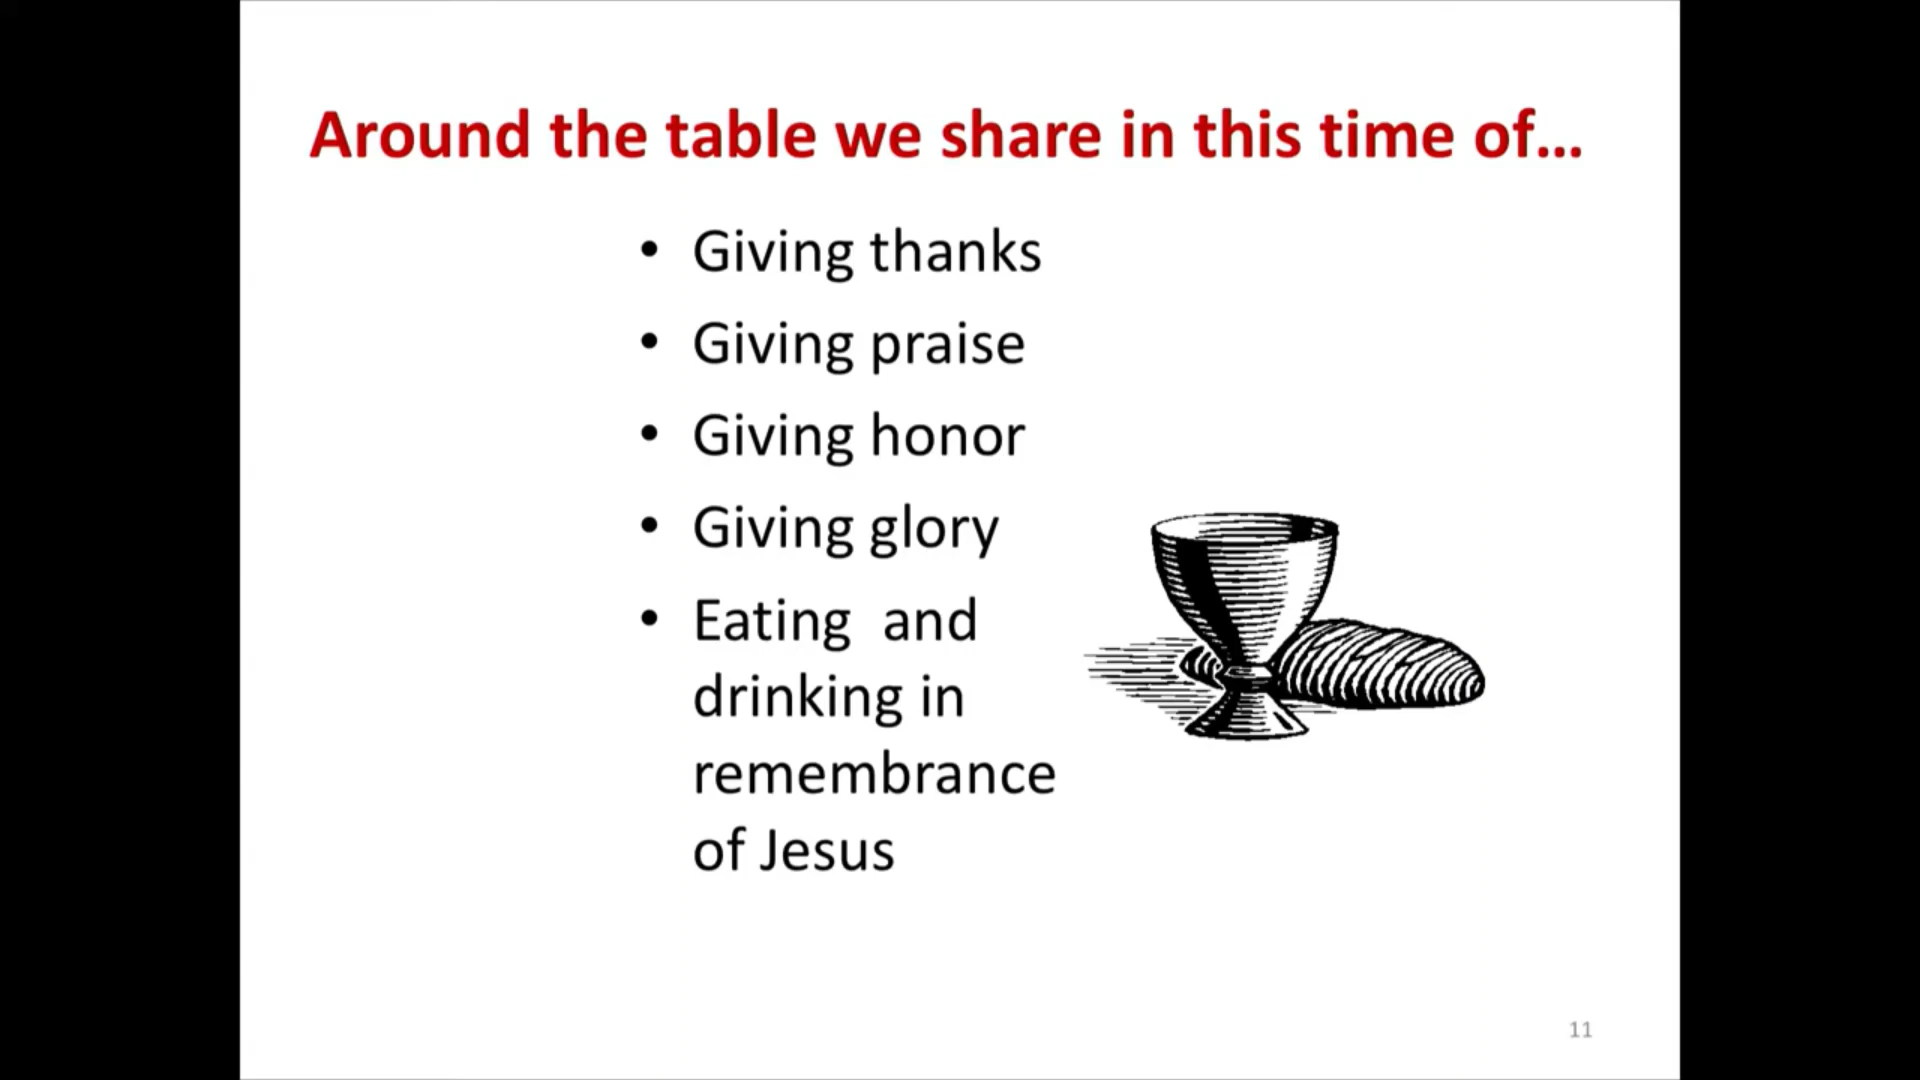 Around the table we share in this time of...
• Giving thanks
• Giving praise
• Giving honor
• Giving glory
• Eating  and
drinking in
remembrance
of Jesus
11